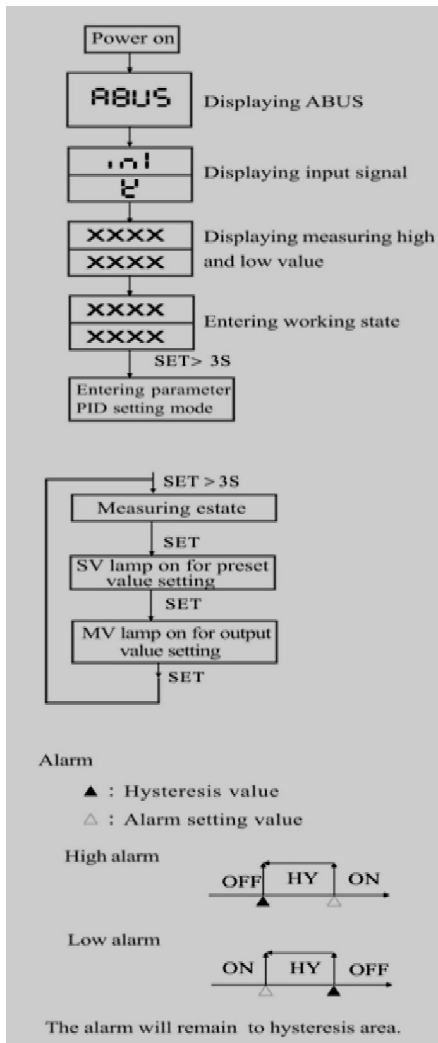 Power on
ABUS
Displaying ABUS
inl
Displaying input signal
XXXX
XXXX
Displaying measuring high
and low value
XXXX
XXXX
Entering working state
SET> 3S
Entering parameter
PID setting mode
SET > 3S
Measuring estate
SET
SV lamp on for preset
value setting
SET
MV lamp on for output
value setting
SET
Alarm
▲ : Hysteresis value
△ : Alarm setting value
High alarm
OFF HY ON
Low alarm
ON HY OFF
The alarm will remain to hysteresis area.